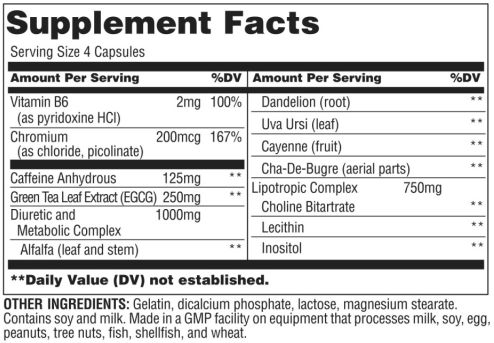 Supplement Facts
Serving Size 4 Capsules
Amount Per Serving %DV
Vitamin B6 2mg 100%
(as pyridoxine HCl)
Chromium 200mcg 167%
(as chloride, picolinate)
Caffeine Anhydrous 125mg **
Green Tea Leaf Extract (EGCG) 250mg **
Diuretic and 1000mg
Metabolic Complex
Alfalfa (leaf and stem) **
Amount Per Serving %DV
Dandelion (root) **
Uva Ursi (leaf) **
Cayenne (fruit) **
Cha-De-Bugre (aerial parts) **
Lipotropic Complex 750mg
Choline Bitartrate **
Lecithin **
Inositol **
**Daily Value (DV) not established.
OTHER INGREDIENTS: Gelatin, dicalcium phosphate, lactose, magnesium stearate.
Contains soy and milk. Made in a GMP facility on equipment that processes milk, soy, egg,
peanuts, tree nuts, fish, shellfish, and wheat.